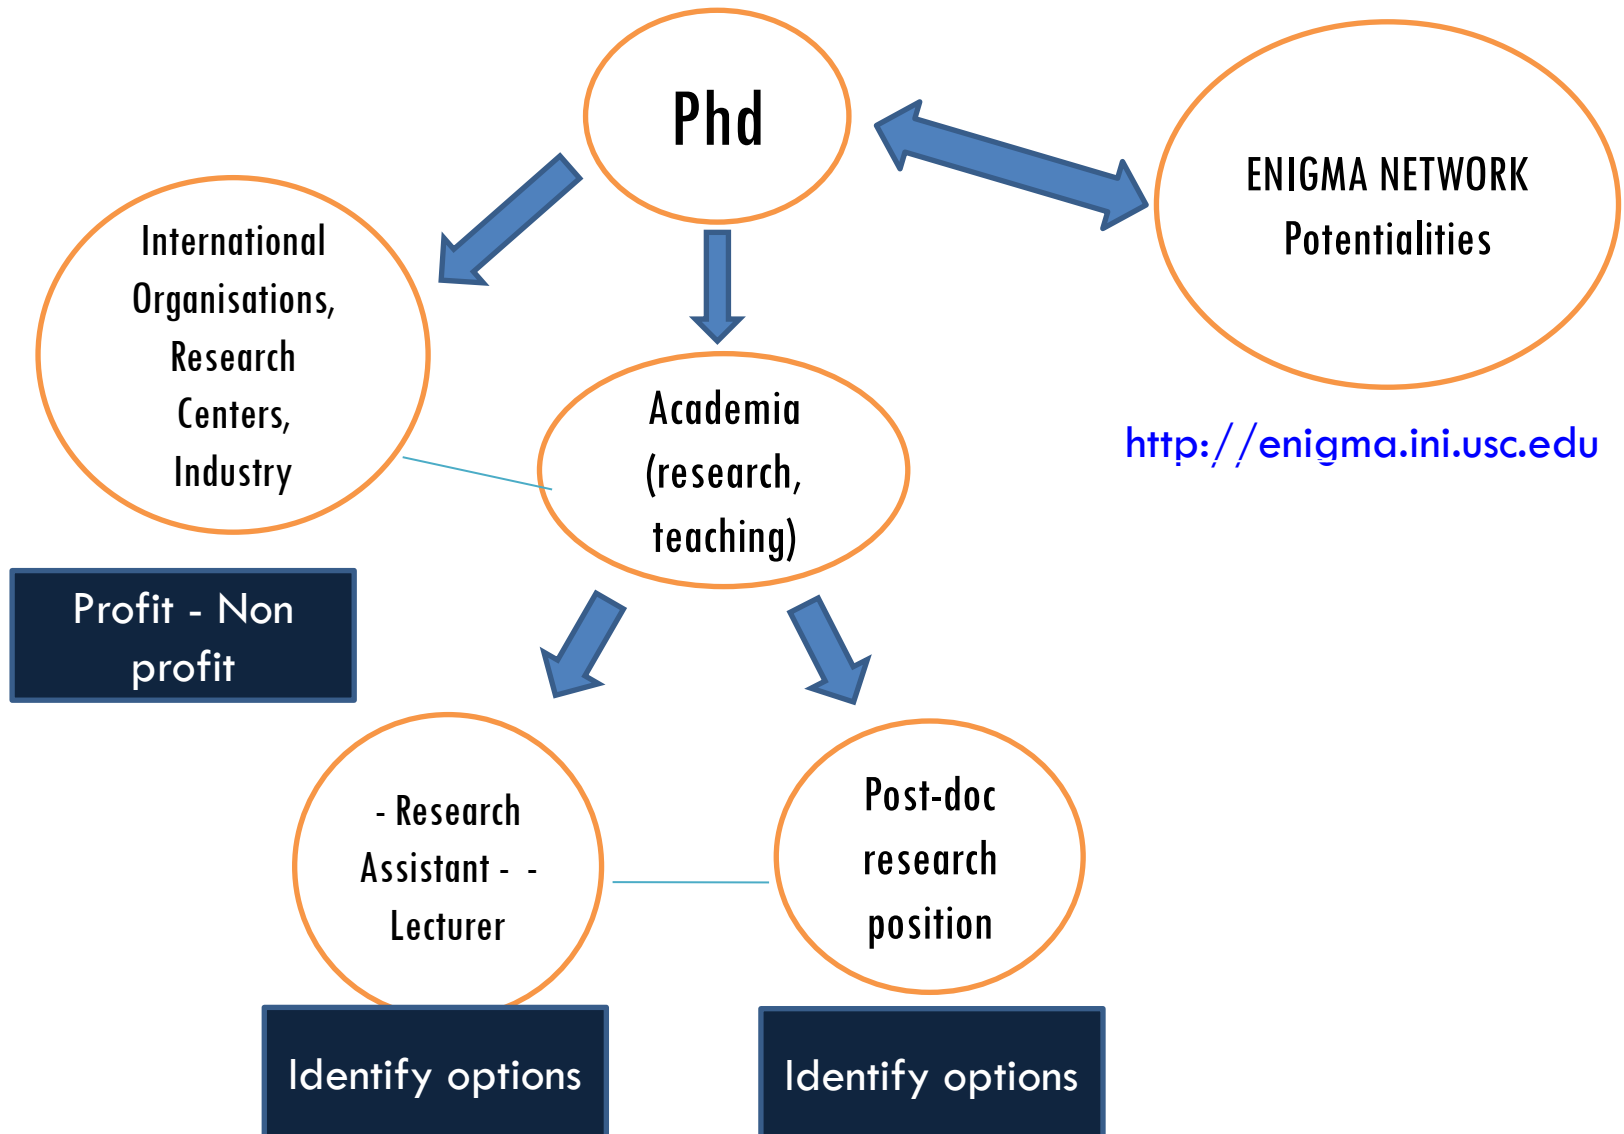 Phd
ENIGMA NETWORK
Potentialities
http://enigma.ini.usc.edu
International
Organisations,
Research
Centers,
Industry
Academia
(research,
teaching)
Profit - Non
profit
- Research
Assistant - -
Lecturer
Post-doc
research
position
Identify options
Identify options